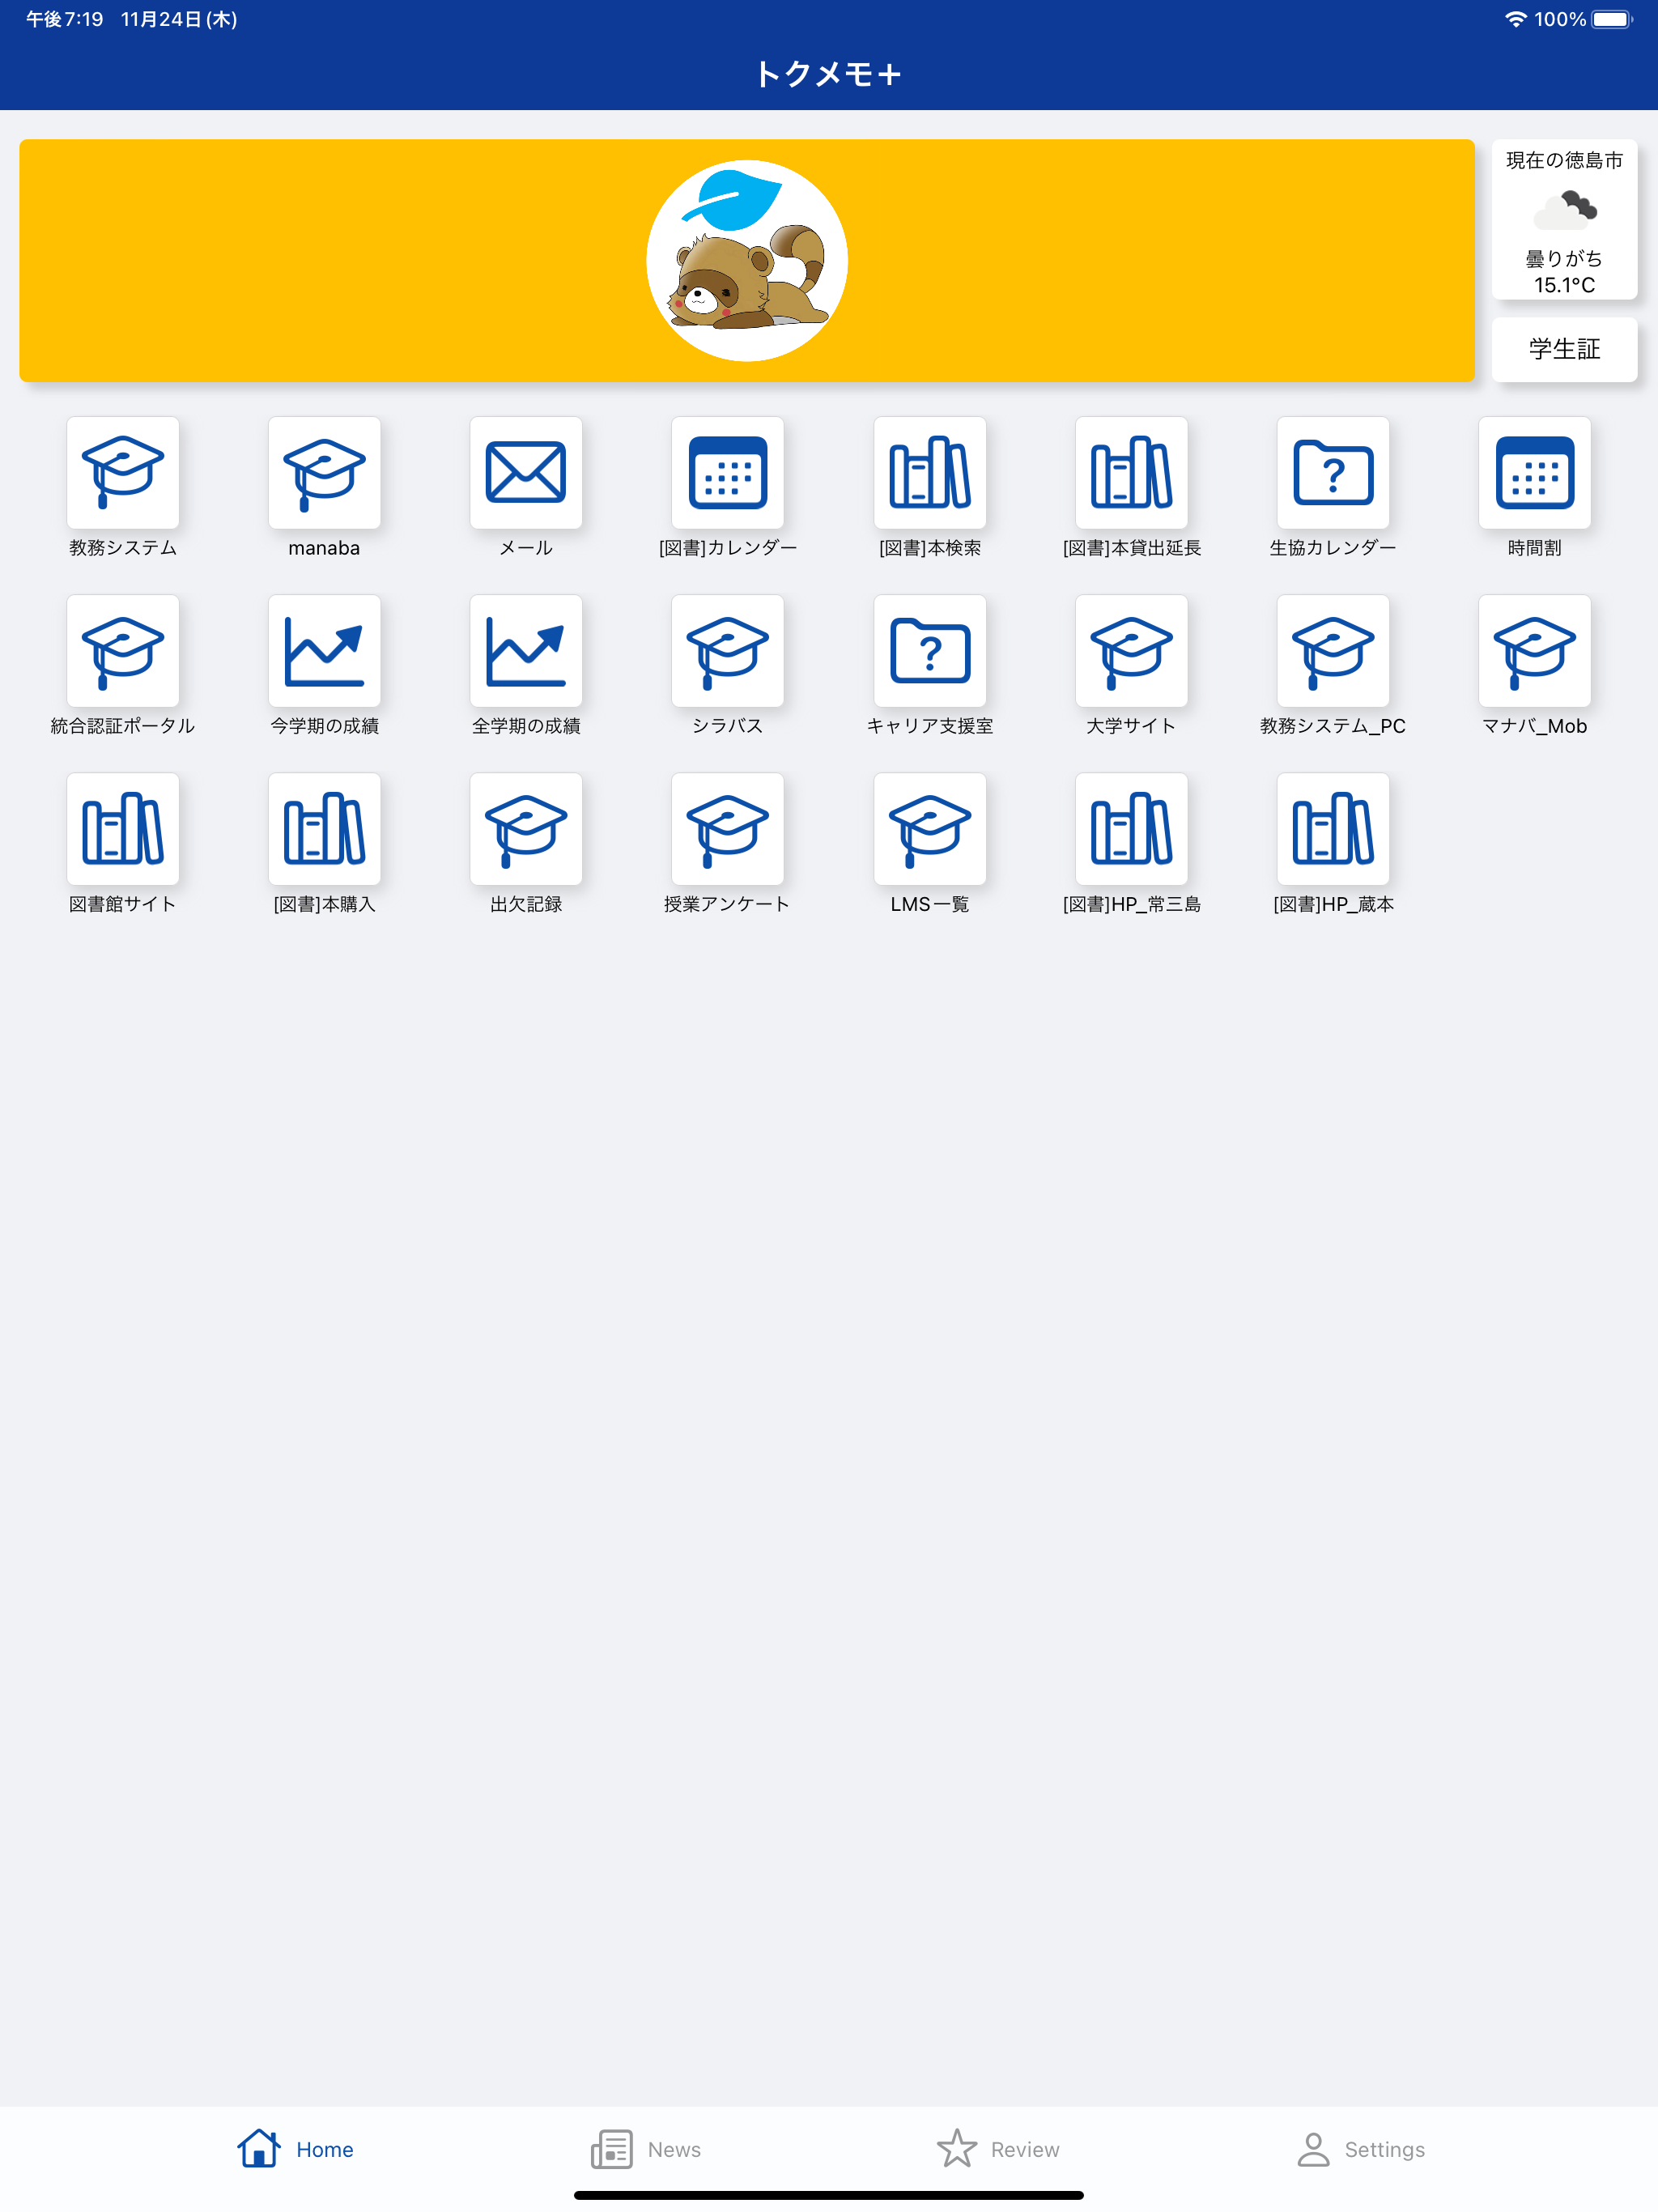 午後7:19 11月24日(木)
100%
トクメモ＋
現在の徳島市
曇りがち
15.1℃
学生証
教務システム
manaba
メール
[図書]カレンダー
[図書]本検索
[図書]本貸出延長
生協カレンダー
時間割
統合認証ポータル
今学期の成績
全学期の成績
シラバス
キャリア支援室
大学サイト
教務システム_PC
マナバ_Mob
図書館サイト
[図書]本購入
出欠記録
授業アンケート
LMS一覧
[図書]HP_常三島
[図書]HP_蔵本
Home
News
Review
Settings